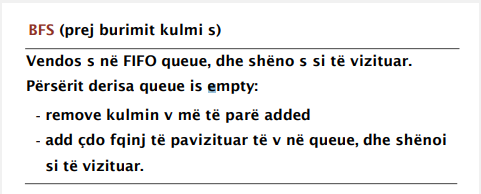 BFS (prej burimit kulmi s)
Vendos s në FIFO queue, dhe shëno s si të vizituar.
Përsërit derisa queue is empty:
- remove kulmin v më të parë added
- add çdo fqinj të pavizituar të v në queue, dhe shënoi
si të vizituar.